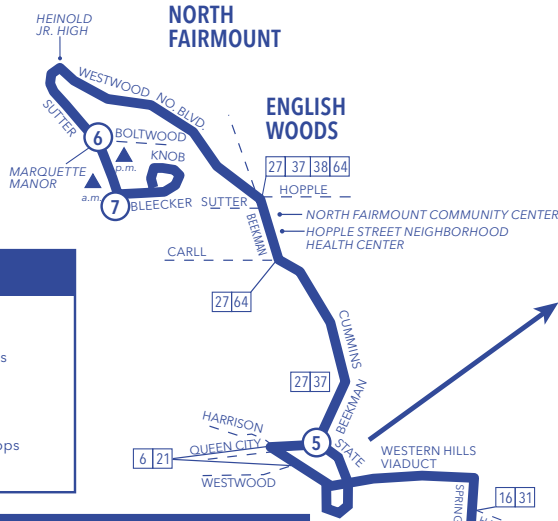 NORTH
FAIRMOUNT
HEINOLD
JR. HIGH
WESTWOOD NO. BLVD.
ENGLISH
WOODS
SUTTER
6
BOLTWOOD
KNOB
p.m.
MARQUETTE
MANOR
a.m.
7
BLEECKER
27 37 38 64
HOPPLE
SUTTER
BEEKMAN
NORTH FAIRMOUNT COMMUNITY CENTER
HOPPLE STREET NEIGHBORHOOD
HEALTH CENTER
CARLL
27 64
CUMMINS
s
27 37
BEEKMAN
HARRISON
5
STATE
ops
QUEEN CITY
6 21
WESTERN HILLS
VIADUCT
WESTWOOD
SPRING
16 31